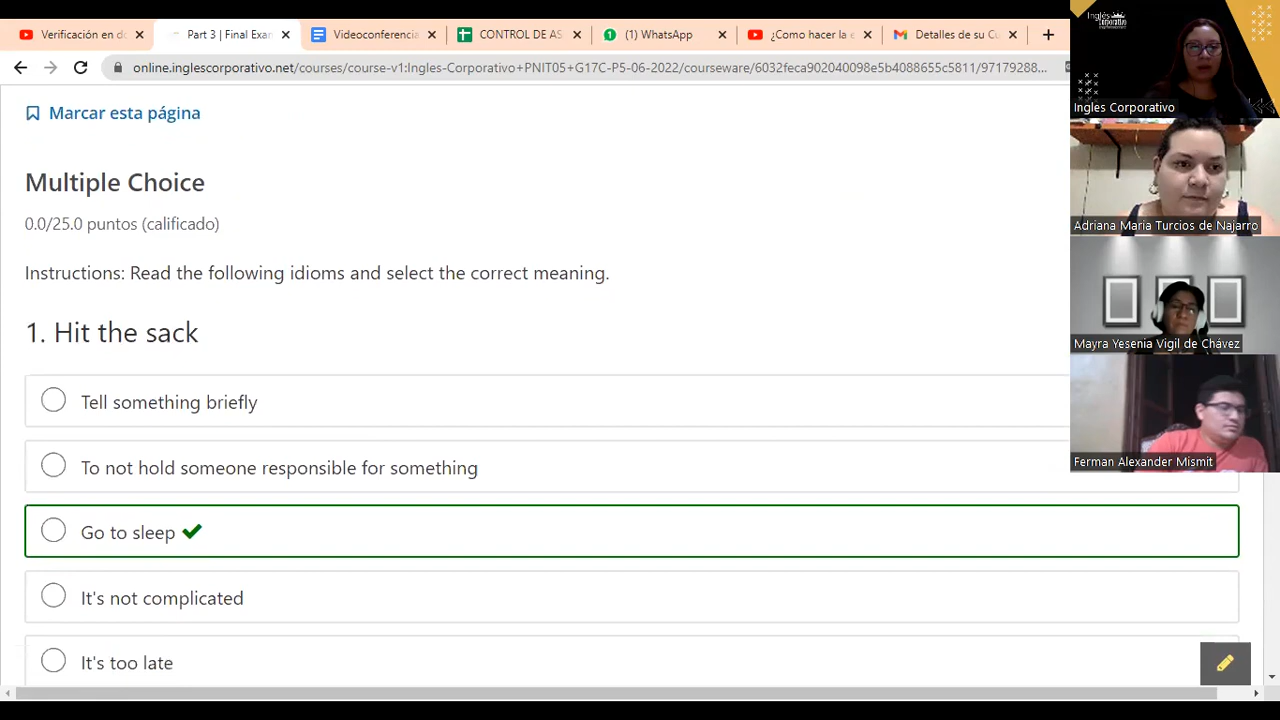 Verificación en do
Part 3 | Final Exan
Videoconferencia
CONTROL DE AS
(1) WhatsApp
¿Como hacer la e
Detalles de su Cu
online.inglescorporativo.net/courses/course-v1:Ingles-Corporativo+PNIT05+G17C-P5-06-2022/courseware/6032feca902040098e5b4088655c5811/97179288...
Marcar esta página
Multiple Choice
0.0/25.0 puntos (calificado)
Instructions: Read the following idioms and select the correct meaning.
1. Hit the sack
Tell something briefly
To not hold someone responsible for something
Go to sleep
It's not complicated
It's too late
Inglés
Corporativo
Ingles Corporativo
Adriana Maria Turcios de Najarro
Mayra Yesenia Vigil de Chávez
Ferman Alexander Mismit